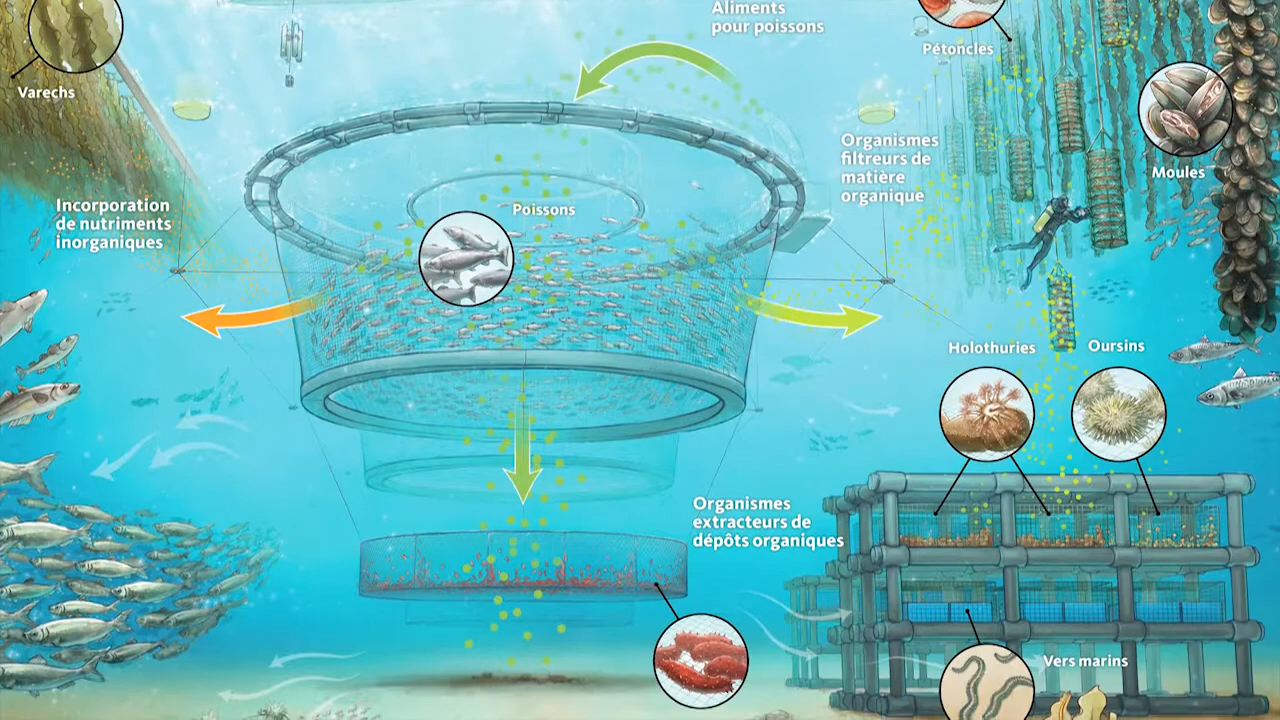 Aliments
pour poissons
Pétoncles
Varechs
Organismes
filtreurs de
matière
organique
Moules
Incorporation
de nutriments
inorganiques
Poissons
Holothuries
Oursins
Organismes
extracteurs de
dépôts organiques
Vers marins